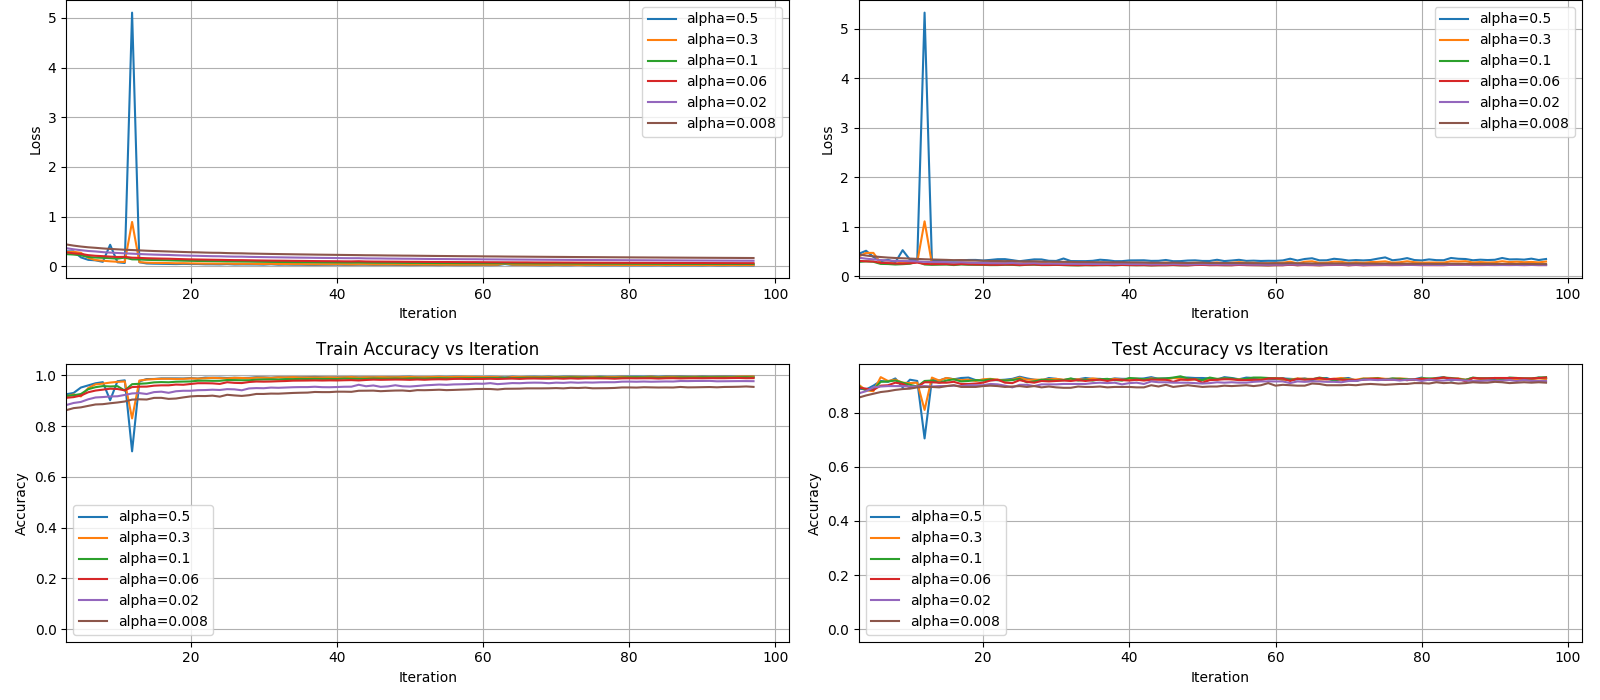 5
4
3
2
1
0
Loss
20
40
60
80
100
Iteration
alpha=0.5
alpha=0.3
alpha=0.1
alpha=0.06
alpha=0.02
alpha=0.008
5
4
3
2
1
0
Loss
20
40
60
80
100
Iteration
alpha=0.5
alpha=0.3
alpha=0.1
alpha=0.06
alpha=0.02
alpha=0.008
Train Accuracy vs Iteration
1.0
0.8
0.6
0.4
0.2
0.0
Accuracy
20
40
60
80
100
Iteration
alpha=0.5
alpha=0.3
alpha=0.1
alpha=0.06
alpha=0.02
alpha=0.008
Test Accuracy vs Iteration
0.8
0.6
0.4
0.2
0.0
Accuracy
20
40
60
80
100
Iteration
alpha=0.5
alpha=0.3
alpha=0.1
alpha=0.06
alpha=0.02
alpha=0.008